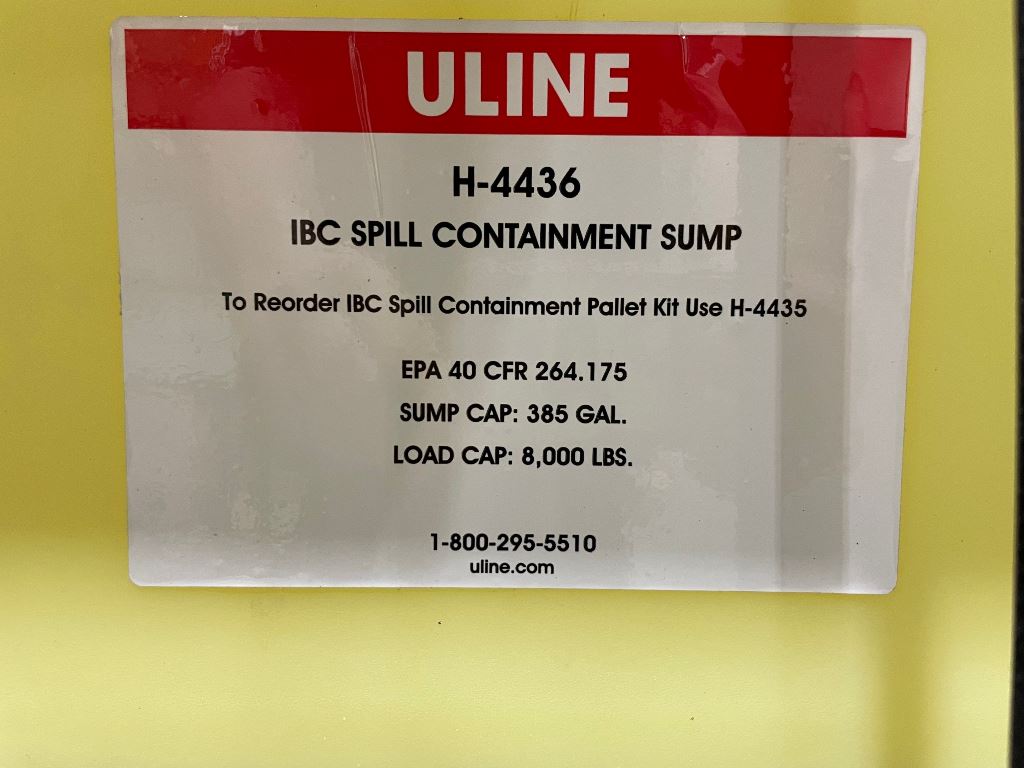 ULINE
H-4436
IBC SPILL CONTAINMENT SUMP
To Reorder IBC Spill Containment Pallet Kit Use H-4435
EPA 40 CFR 264.175
SUMP CAP: 385 GAL.
LOAD CAP: 8,000 LBS.
1-800-295-5510
uline.com